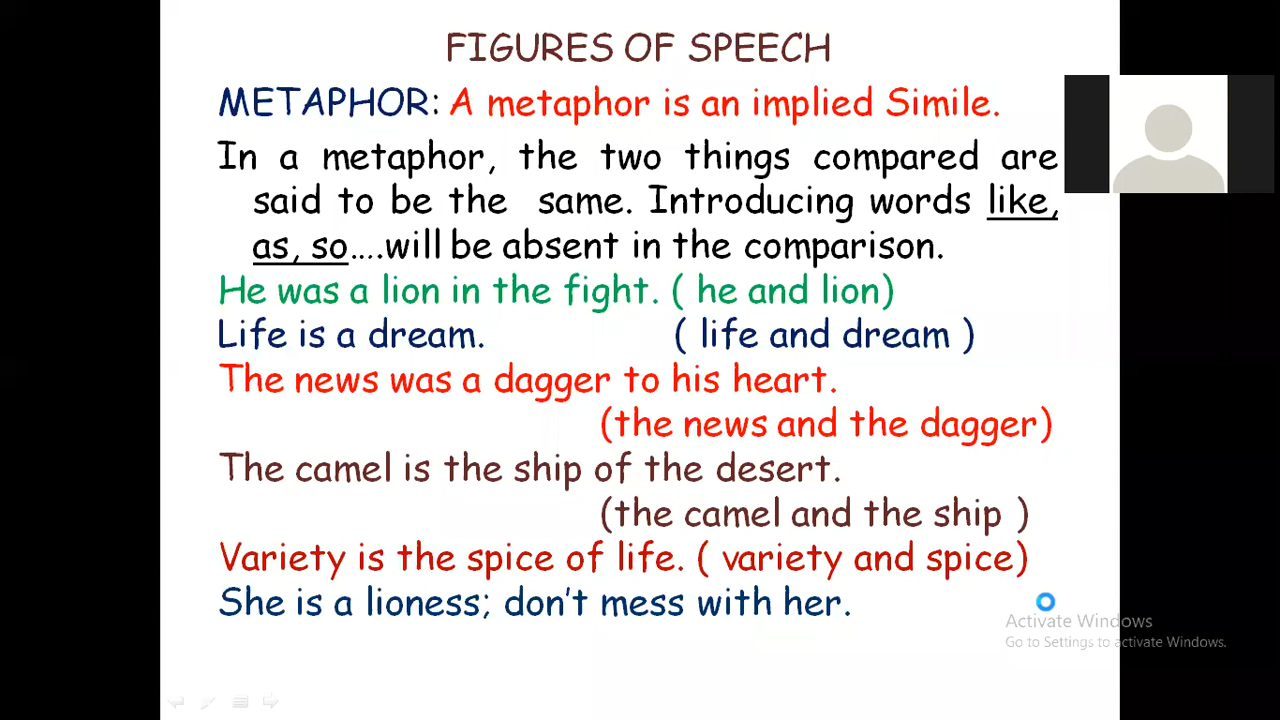 FIGURES OF SPEECH
METAPHOR: A metaphor is an implied Simile.
In a metaphor, the two things compared are
said to be the same. Introducing words like,
as, so....will be absent in the comparison.
He was a lion in the fight. ( he and lion)
Life is a dream. ( life and dream )
The news was a dagger to his heart.
(the news and the dagger)
The camel is the ship of the desert.
(the camel and the ship )
Variety is the spice of life. ( variety and spice)
She is a lioness; don't mess with her.
Activate Windows
Go to Settings to activate Windows.